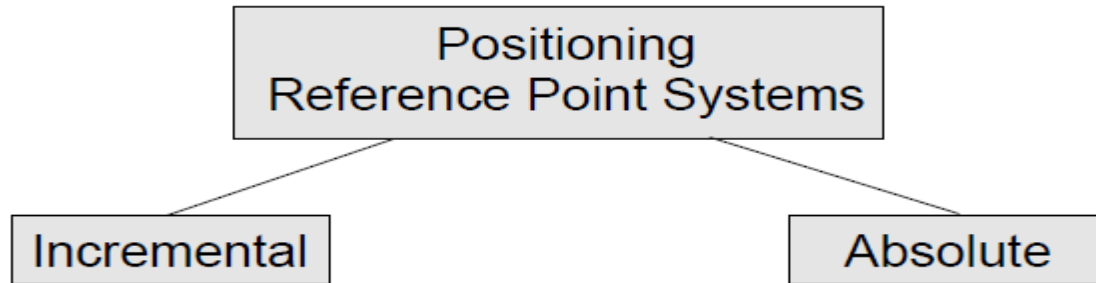 Positioning
Reference Point Systems
Incremental
Absolute